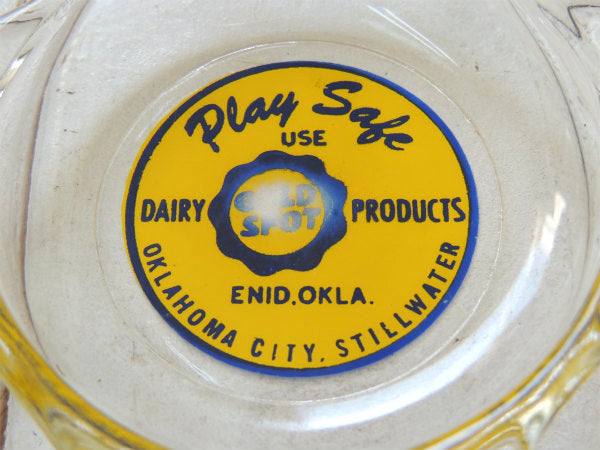 Play Safe
USE
GOLD
SPOT
DAIRY PRODUCTS
ENID, OKLA.
OKLAHOMA CITY, STILLWATER